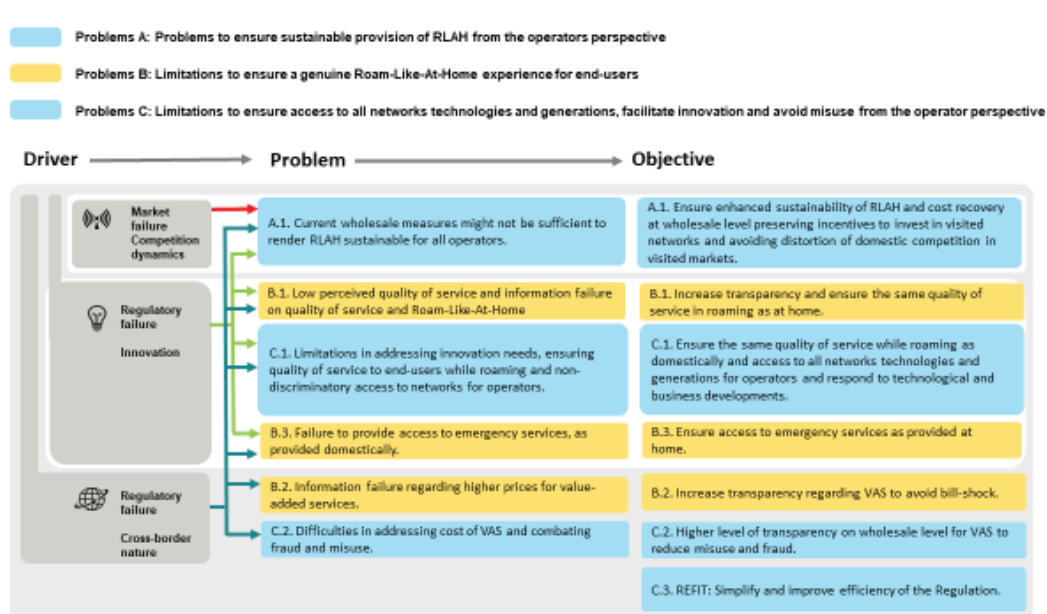 Problems A: Problems to ensure sustainable provision of RLAH from the operators perspective
Problems B: Limitations to ensure a genuine Roam-Like-At-Home experience for end-users
Problems C: Limitations to ensure access to all networks technologies and generations, facilitate innovation and avoid misuse from the operator perspective
Driver
Problem
Objective
Market
failure
Competition
dynamics
A.1. Current wholesale measures might not be sufficient to
render RLAH sustainable for all operators.
A.1. Ensure enhanced sustainability of RLAH and cost recovery
at wholesale level preserving incentives to invest in visited
networks and avoiding distortion of domestic competition in
visited markets.
Regulatory
failure
Innovation
B.1. Low perceived quality of service and information failure
on quality of service and Roam-Like-At-Home
B.1. Increase transparency and ensure the same quality of
service in roaming as at home.
C.1. Limitations in addressing innovation needs, ensuring
quality of service to end-users while roaming and non-
discriminatory access to networks for operators.
C.1. Ensure the same quality of service while roaming as
domestically and access to all networks technologies and
generations for operators and respond to technological and
business developments.
B.3. Failure to provide access to emergency services, as
provided domestically.
B.3. Ensure access to emergency services as provided at
home.
Regulatory
failure
Cross-border
nature
B.2. Information failure regarding higher prices for value-
added services.
B.2. Increase transparency regarding VAS to avoid bill-shock.
C.2. Difficulties in addressing cost of VAS and combating
fraud and misuse.
C.2. Higher level of transparency on wholesale level for VAS to
reduce misuse and fraud.
C.3. REFIT: Simplify and improve efficiency of the Regulation.